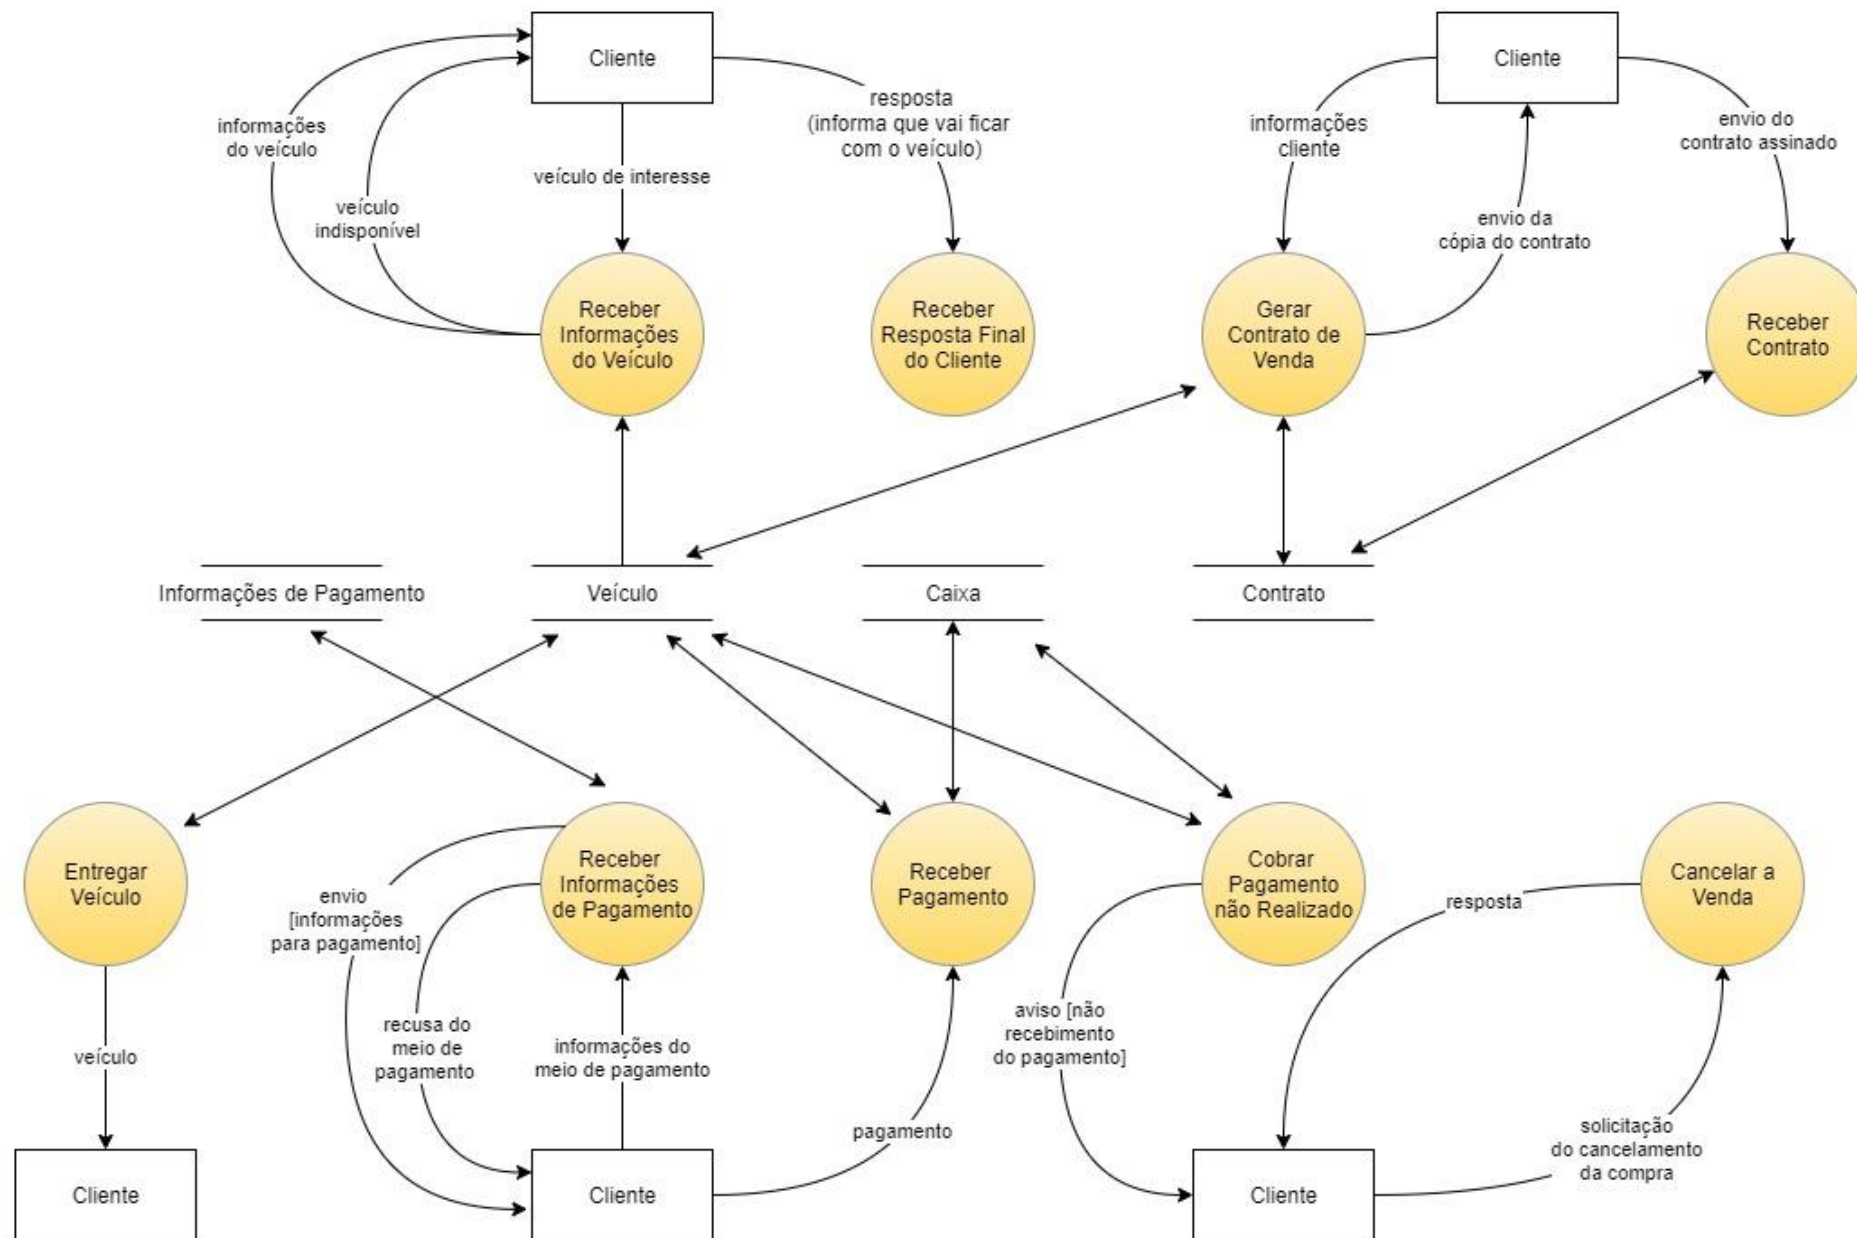 Cliente
Cliente
informações
do veículo
veículo
indisponível
veículo de interesse
resposta
(informa que vai ficar
com o veículo)
informações
cliente
envio da
cópia do contrato
envio do
contrato assinado
Receber
Informações
do Veículo
Receber
Resposta Final
do Cliente
Gerar
Contrato de
Venda
Receber
Contrato
Informações de Pagamento
Veículo
Caixa
Contrato
Entregar
Veículo
Receber
Informações
de Pagamento
Receber
Pagamento
Cobrar
Pagamento
não Realizado
Cancelar a
Venda
veículo
envio
[informações
para pagamento]
recusa do
meio de
pagamento
informações do
meio de pagamento
pagamento
aviso [não
recebimento
do pagamento]
resposta
solicitação
do cancelamento
da compra
Cliente
Cliente
Cliente